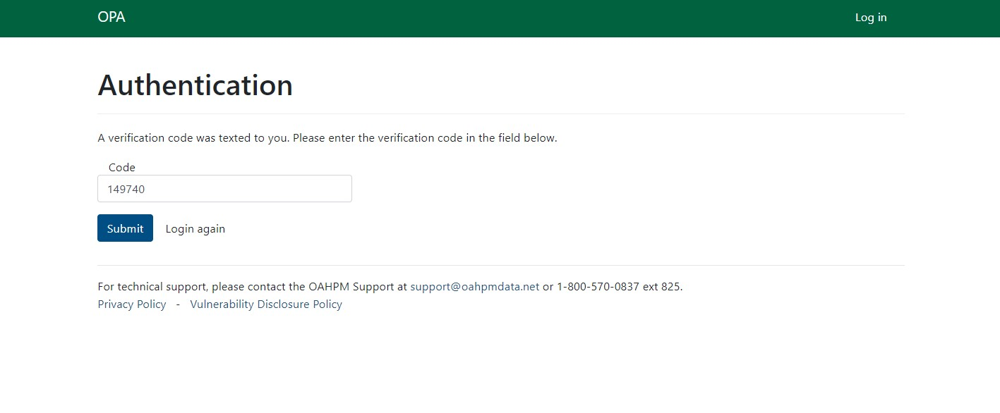 OPA Log in
Authentication
A verification code was texted to you. Please enter the verification code in the field below.
Code
149740
Submit Login again
For technical support, please contact the OAHPM Support at support@oahpmdata.net or 1-800-570-0837 ext 825.
Privacy Policy - Vulnerability Disclosure Policy